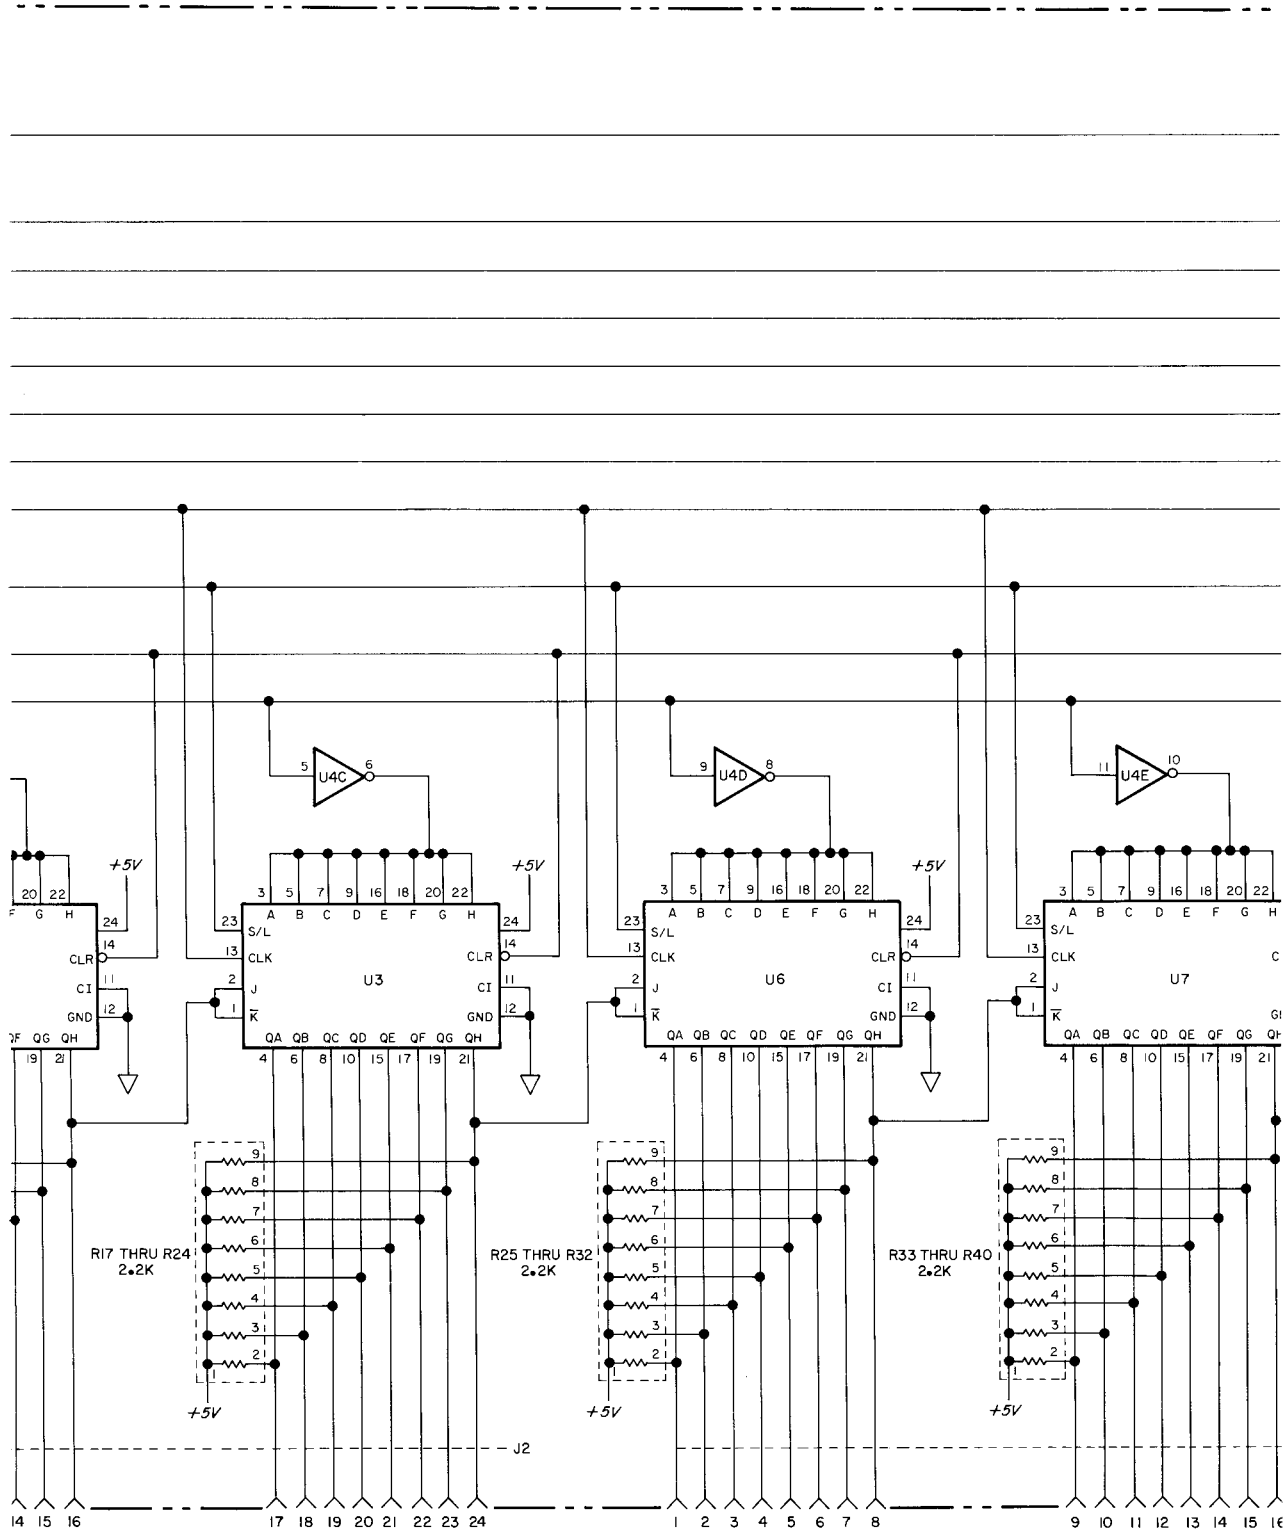 5 U4C 6
9 U4D 8
11 U4E 10
+5V +5V +5V
20 22 24
3 5 7 9 16 18 20 22 24
3 5 7 9 16 18 20 22 24
3 5 7 9 16 18 20 22
F G H
A B C D E F G H
A B C D E F G H
A B C D E F G H
14 CLR
11 CI
12 GND
QF QG QH
19 21
23 S/L
13 CLK
2 J
1 K̅
U3
14 CLR
11 CI
12 GND
QA QB QC QD QE QF QG QH
4 6 8 10 15 17 19 21
23 S/L
13 CLK
2 J
1 K̅
U6
14 CLR
11 CI
12 GND
QA QB QC QD QE QF QG QH
4 6 8 10 15 17 19 21
23 S/L
13 CLK
2 J
1 K̅
U7
QA QB QC QD QE QF QG QH
4 6 8 10 15 17 19 21
R17 THRU R24
2.2K
9
8
7
6
5
4
3
2
1
+5V
R25 THRU R32
2.2K
9
8
7
6
5
4
3
2
1
+5V
R33 THRU R40
2.2K
9
8
7
6
5
4
3
2
1
+5V
J2
14 15 16 17 18 19 20 21 22 23 24 1 2 3 4 5 6 7 8 9 10 11 12 13 14 15 16